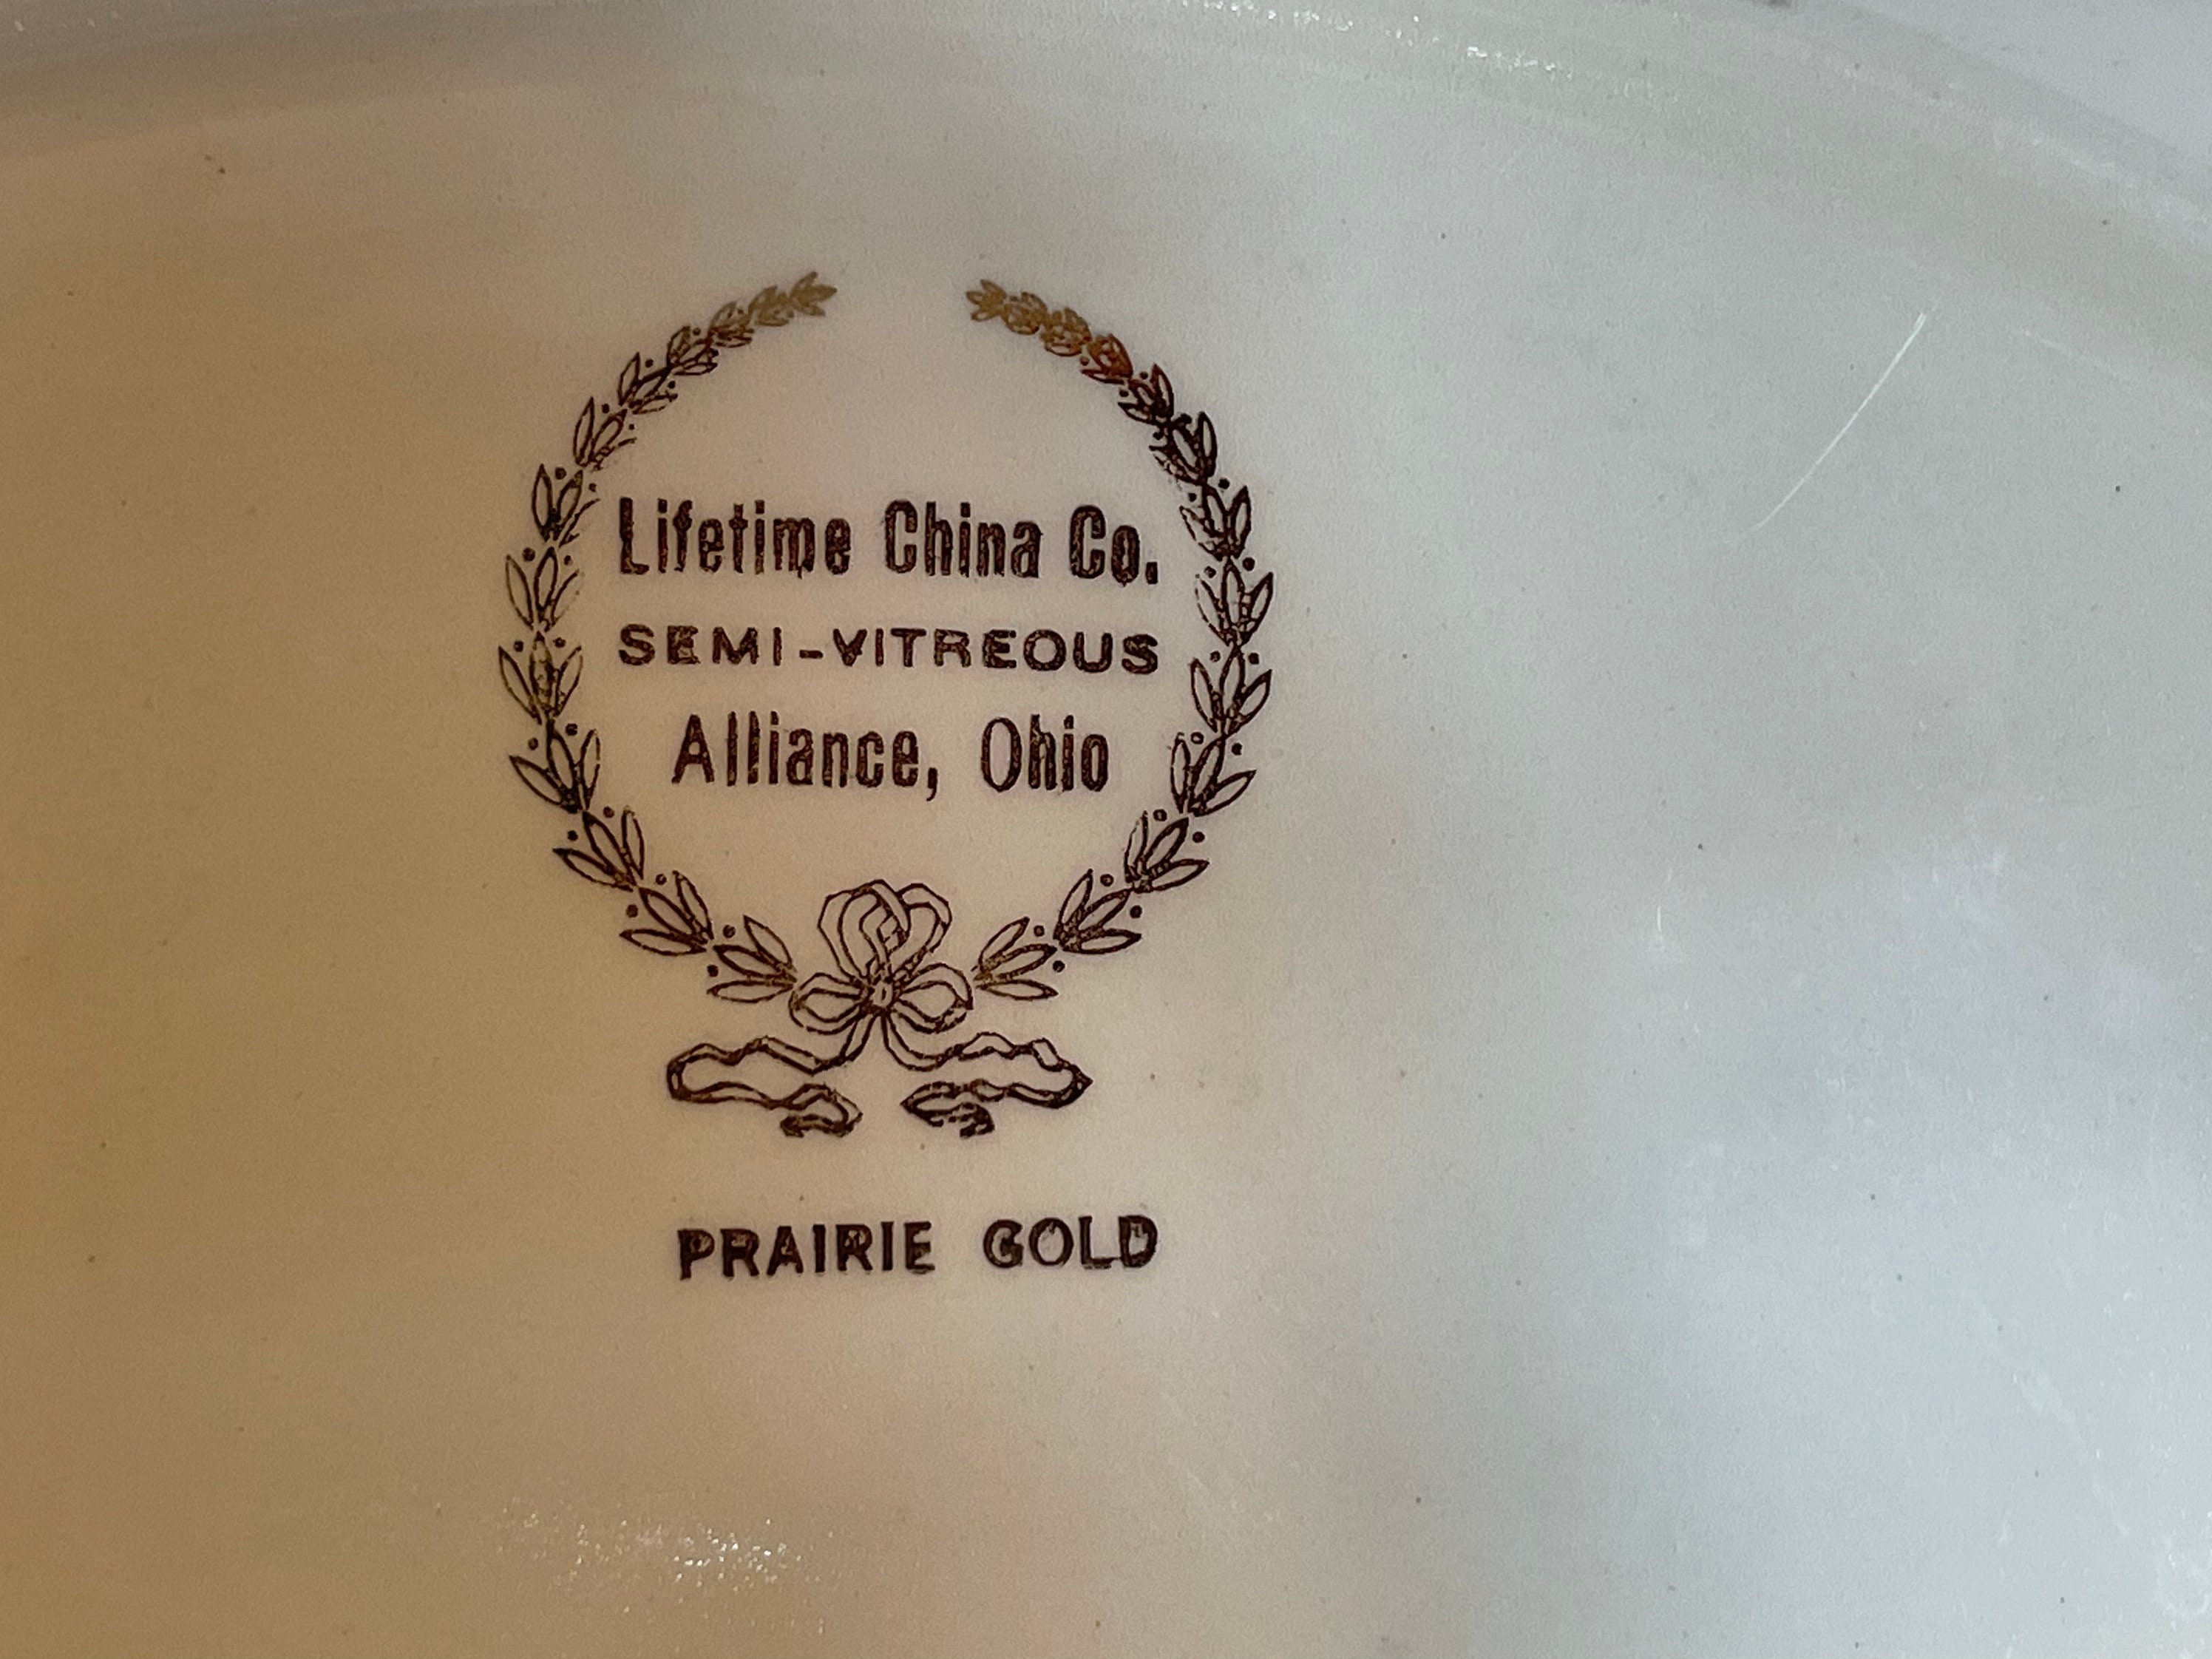 Lifetime China Co.
SEMI-VITREOUS
Alliance, Ohio
PRAIRIE GOLD